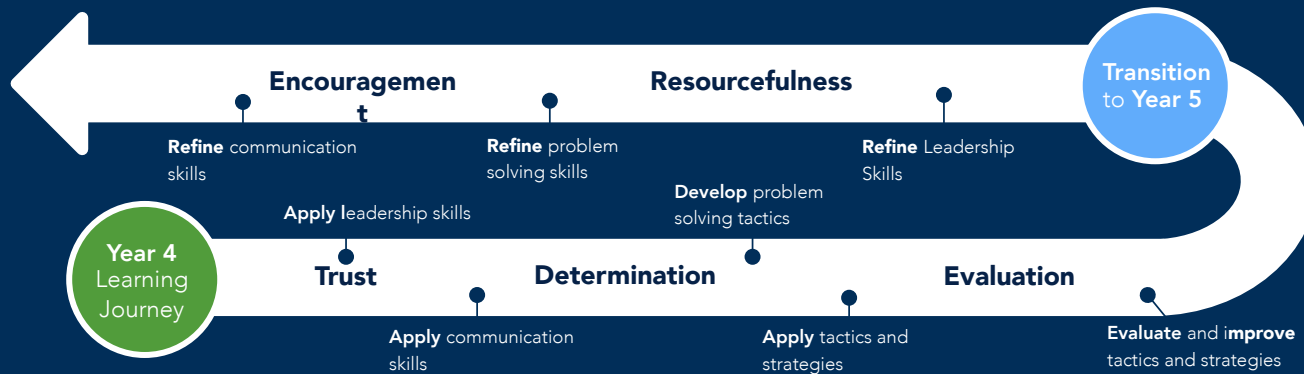 Encouragemen
t
Resourcefulness
Transition
to Year 5
Refine communication
skills
Refine problem
solving skills
Refine Leadership
Skills
Apply leadership skills
Develop problem
solving tactics
Year 4
Learning
Journey
Trust
Determination
Evaluation
Apply communication
skills
Apply tactics and
strategies
Evaluate and improve
tactics and strategies